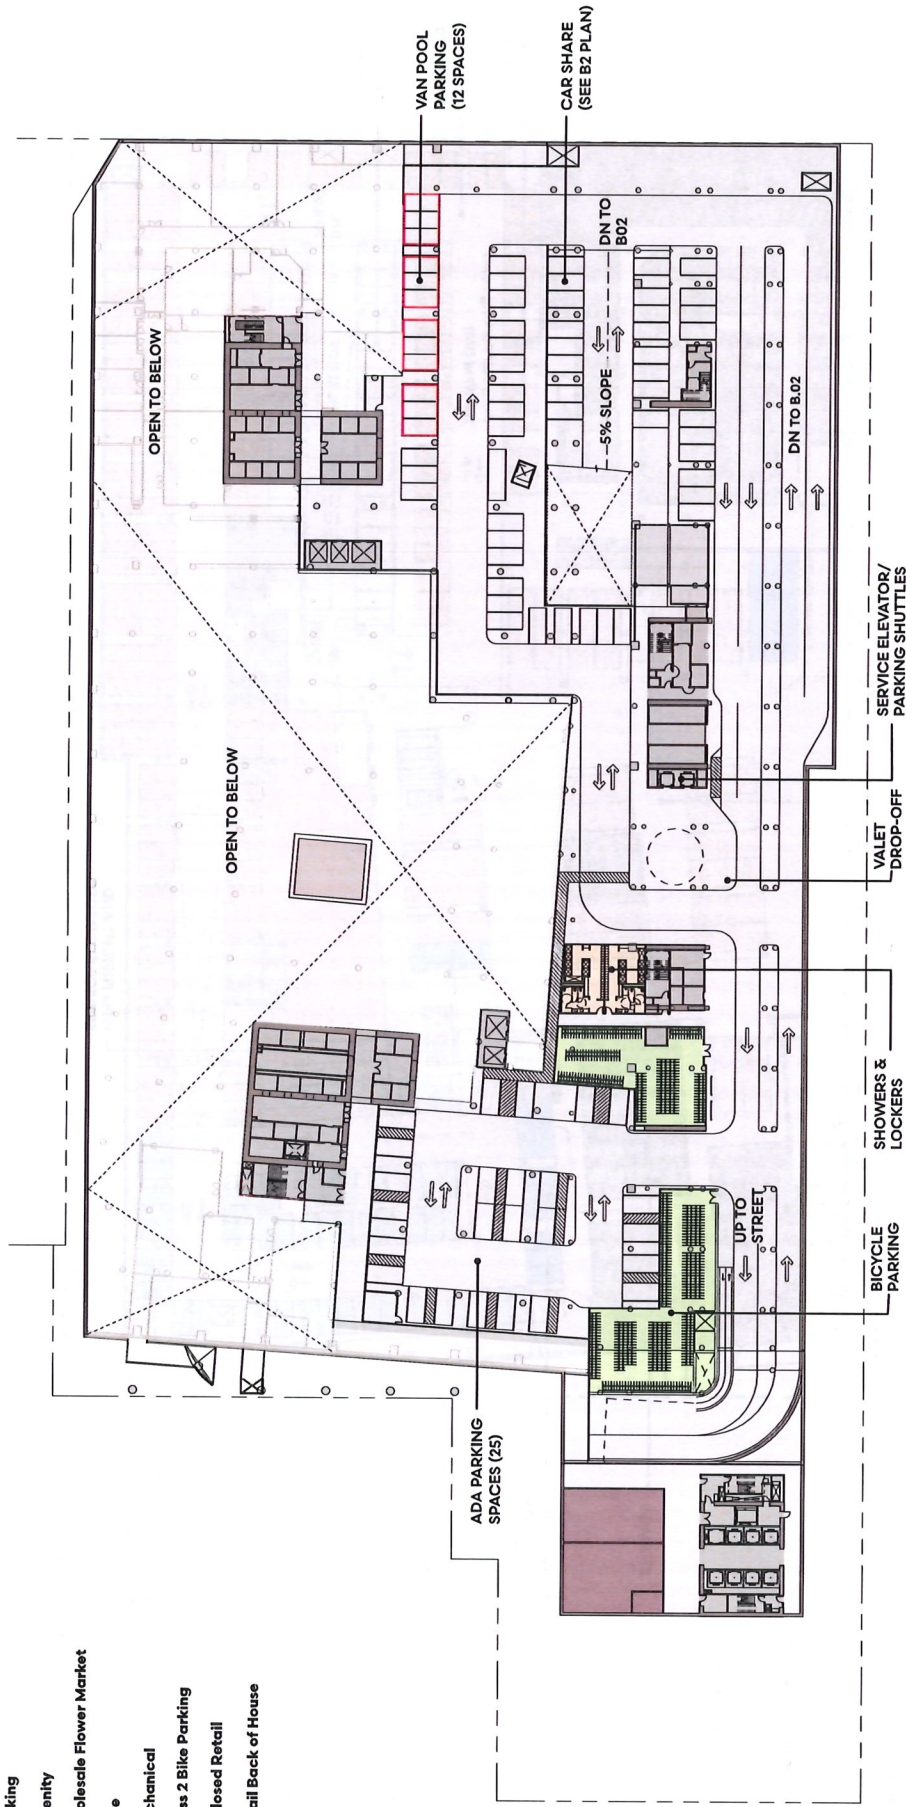 VAN POOL
PARKING
(12 SPACES)
CAR SHARE
(SEE B2 PLAN)
OPEN TO BELOW
DN TO
B02
5% SLOPE
DN TO B.02
OPEN TO BELOW
SERVICE ELEVATOR/
PARKING SHUTTLES
VALET
DROP-OFF
SHOWERS &
LOCKERS
UP TO
STREET
BICYCLE
PARKING
ADA PARKING
SPACES (25)
king
enity
olesale Flower Market
e
chanical
ss 2 Bike Parking
losed Retail
ail Back of House